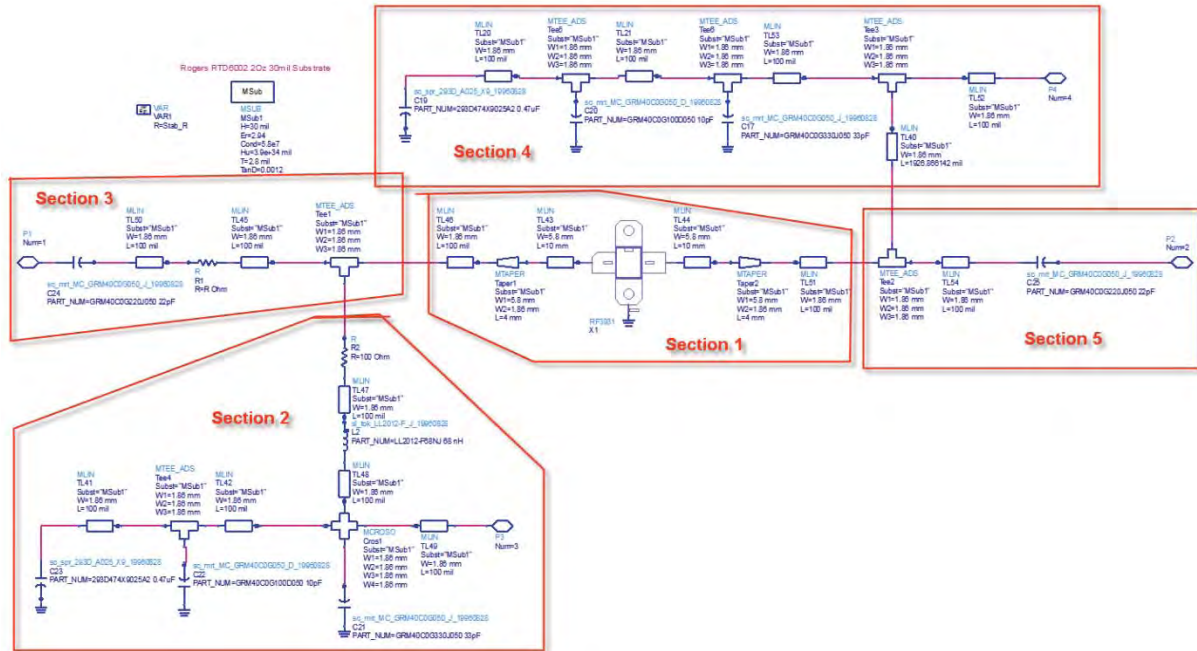 Rogers RTD6002 2Oz 30mil Substrate
VAR
VAR1
R=Stab_R
MSub
MSUB
MSub1
H=30 mil
Er=2.94
Cond=5.8e7
Hu=3.9e+34 mil
T=2.8 mil
TanD=0.0012
Section 4
MLIN
TL20
Subst="MSub1"
W=1.86 mm
L=100 mil
MTEE_ADS
W1=1.86 mm
W2=1.86 mm
W3=1.86 mm
MLIN
TL21
Subst="MSub1"
W=1.86 mm
L=100 mil
MTEE_ADS
W1=1.86 mm
W2=1.86 mm
W3=1.86 mm
MLIN
TL53
Subst="MSub1"
W=1.86 mm
L=100 mil
MTEE_ADS
Tee3
Subst="MSub1"
W1=1.86 mm
W2=1.86 mm
W3=1.86 mm
P4
Num=4
MLIN
TL52
Subst="MSub1"
W=1.86 mm
L=100 mil
sc_spr_293D_A025_X9_19960828
C19
PART_NUM=293D474X9025A2 0.47uF
sc_mrt_MC_GRM40C0G050_D_19960828
C20
PART_NUM=GRM40C0G100D050 10pF
sc_mrt_MC_GRM40C0G050_J_19960828
C17
PART_NUM=GRM40C0G330J050 33pF
MLIN
TL40
Subst="MSub1"
W=1.86 mm
Section 3
P1
Num=1
sc_mrt_MC_GRM40C0G050_J_19960828
C24
PART_NUM=GRM40C0G220J050 22pF
MLIN
TL50
Subst="MSub1"
W=1.86 mm
L=100 mil
R
R1
R=R Ohm
MLIN
TL45
Subst="MSub1"
W=1.86 mm
L=100 mil
MTEE_ADS
Tee1
Subst="MSub1"
W1=1.86 mm
W2=1.86 mm
W3=1.86 mm
Section 1
MLIN
TL46
Subst="MSub1"
W=1.86 mm
L=100 mil
MTAPER
Taper1
Subst="MSub1"
W1=5.8 mm
W2=1.86 mm
L=4 mm
MLIN
TL43
Subst="MSub1"
W=5.8 mm
L=10 mm
RF3931
X1
MLIN
TL44
Subst="MSub1"
W=5.8 mm
L=10 mm
MTAPER
Taper2
Subst="MSub1"
W1=5.8 mm
W2=1.86 mm
L=4 mm
MLIN
TL51
Subst="MSub1"
W=1.86 mm
L=100 mil
Section 5
MTEE_ADS
Tee2
Subst="MSub1"
W1=1.86 mm
W2=1.86 mm
W3=1.86 mm
MLIN
TL54
Subst="MSub1"
W=1.86 mm
L=100 mil
sc_mrt_MC_GRM40C0G050_J_19960828
C25
PART_NUM=GRM40C0G220J050 22pF
P2
Num=2
Section 2
R
R2
R=100 Ohm
MLIN
TL47
Subst="MSub1"
W=1.86 mm
L=100 mil
L2
PART_NUM=LL2012-F68NJ 68 nH
MLIN
TL48
Subst="MSub1"
W=1.86 mm
L=100 mil
MLIN
TL41
Subst="MSub1"
W=1.86 mm
L=100 mil
MTEE_ADS
Tee4
Subst="MSub1"
W1=1.86 mm
W2=1.86 mm
W3=1.86 mm
MLIN
TL42
Subst="MSub1"
W=1.86 mm
L=100 mil
MCROSO
Cros1
Subst="MSub1"
W1=1.86 mm
W2=1.86 mm
W3=1.86 mm
W4=1.86 mm
MLIN
TL49
Subst="MSub1"
W=1.86 mm
L=100 mil
P3
Num=3
sc_spr_293D_A025_X9_19960828
C23
PART_NUM=293D474X9025A2 0.47uF
sc_mrt_MC_GRM40C0G050_D_19960828
C22
PART_NUM=GRM40C0G100D050 10pF
sc_mrt_MC_GRM40C0G050_J_19960828
C21
PART_NUM=GRM40C0G330J050 33pF